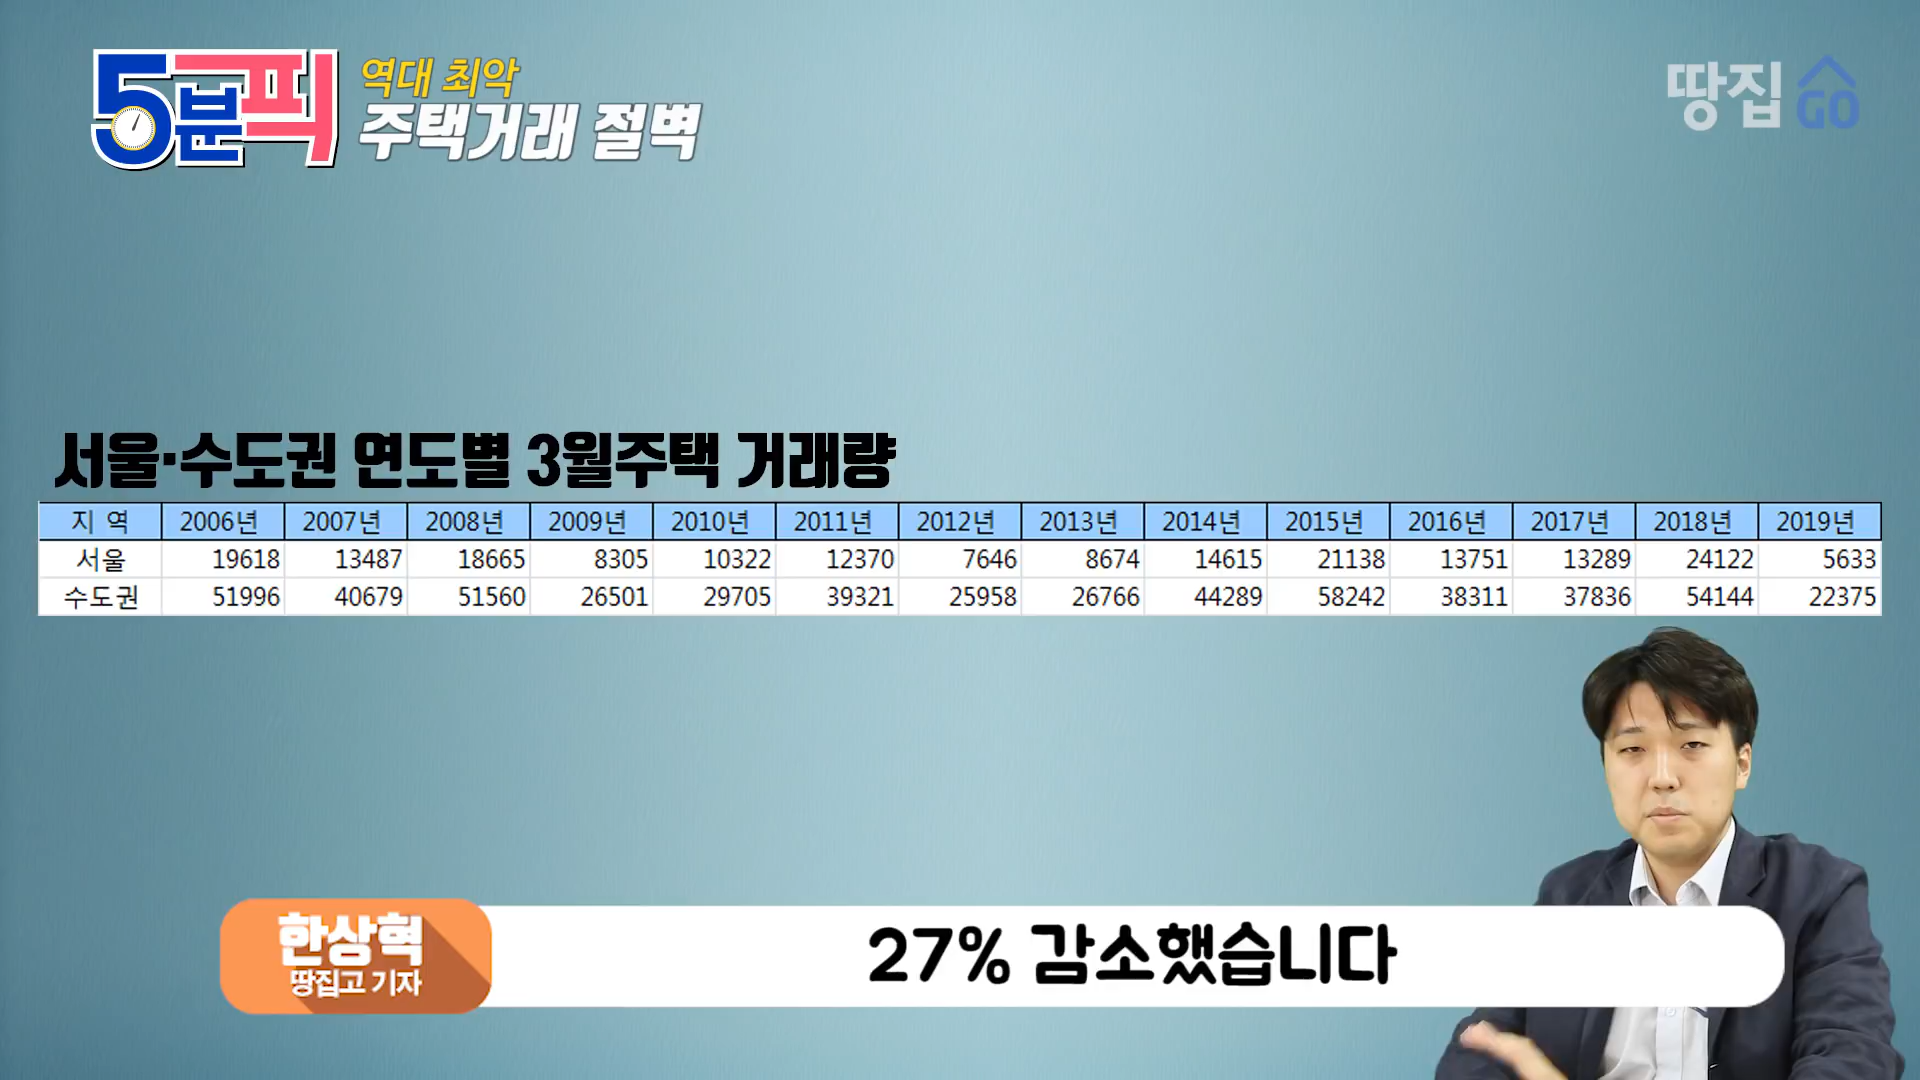 5분픽
역대 최악
주택거래 절벽
땅집GO
서울·수도권 연도별 3월주택 거래량
지 역 2006년 2007년 2008년 2009년 2010년 2011년 2012년 2013년 2014년 2015년 2016년 2017년 2018년 2019년
서울 19618 13487 18665 8305 10322 12370 7646 8674 14615 21138 13751 13289 24122 5633
수도권 51996 40679 51560 26501 29705 39321 25958 26766 44289 58242 38311 37836 54144 22375
한상혁
땅집고 기자
27% 감소했습니다